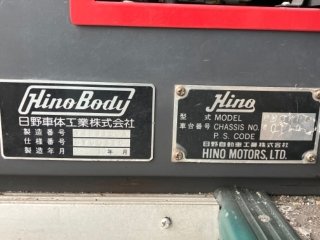 HinoBody
日野車体工業株式会社
製造番号
仕様番号
製造年月 年 月
Hino
型式 MODEL
車台番号 CHASSIS NO.
P. S. CODE
日野自動車工業株式会社
HINO MOTORS, LTD.